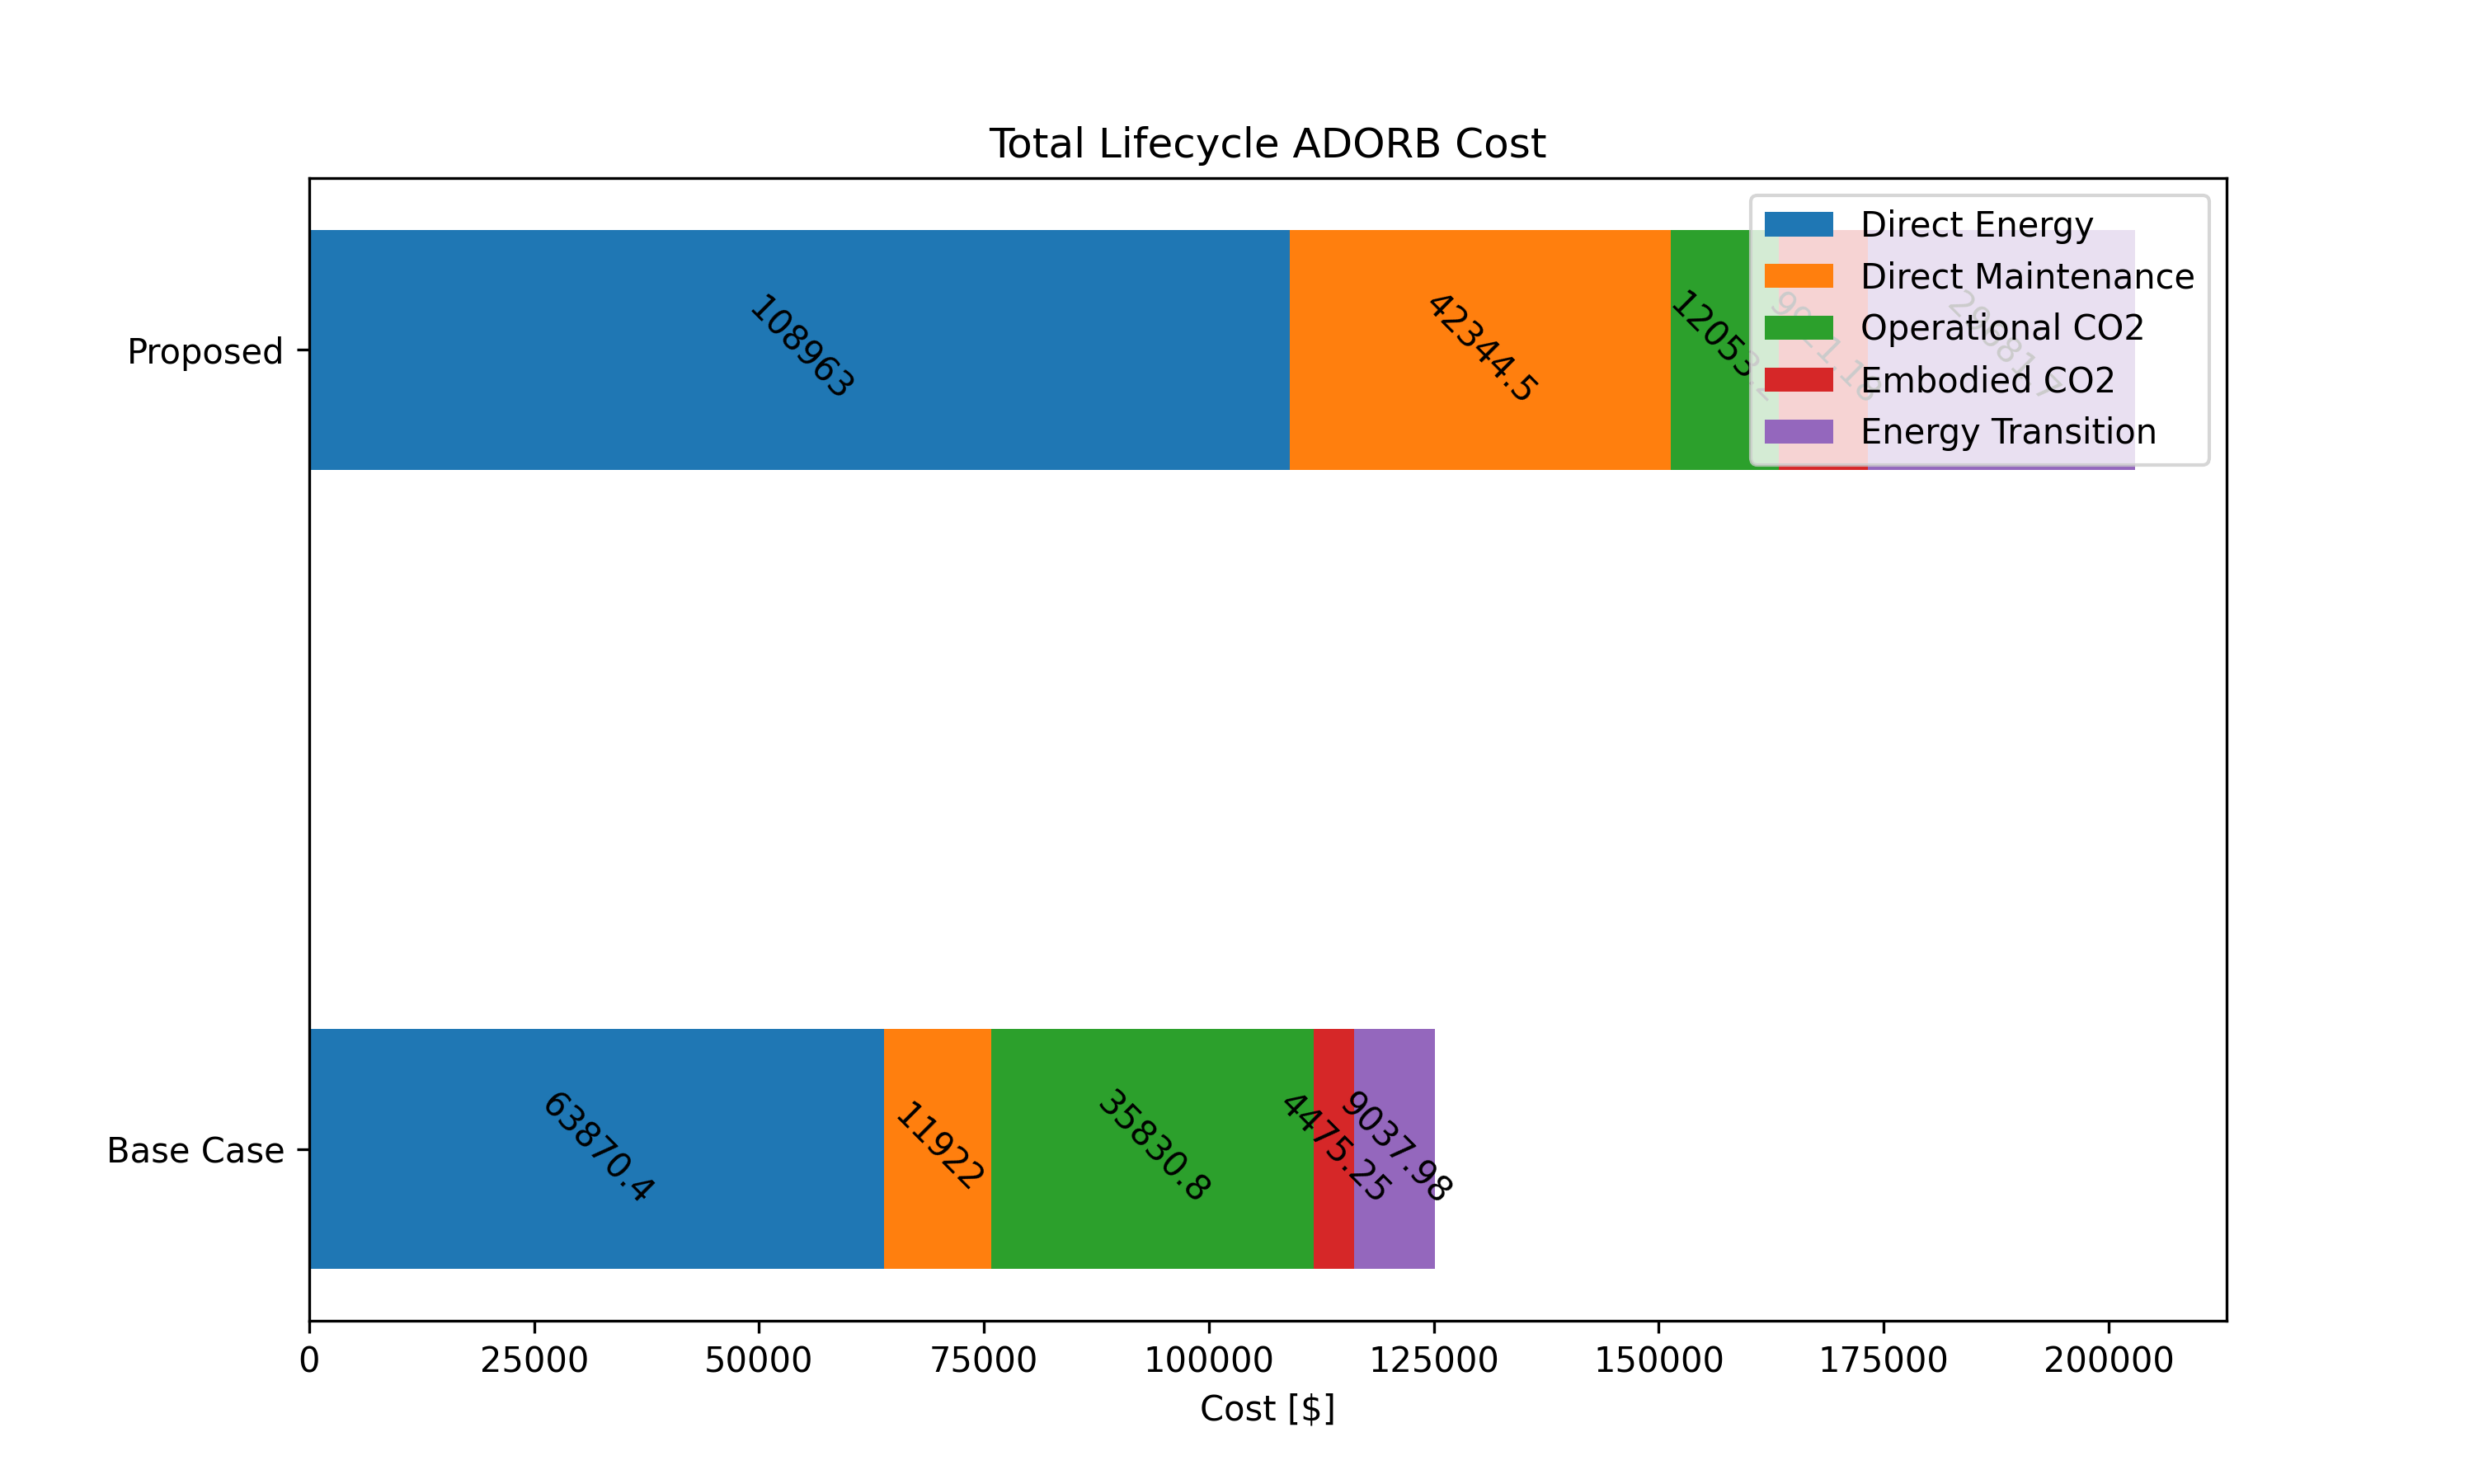 Total Lifecycle ADORB Cost
Direct Energy
Direct Maintenance
Operational CO2
Embodied CO2
Energy Transition
Proposed
108963
42344.5
Base Case
63870.4
11922
35830.8
4475.25
9037.98
0 25000 50000 75000 100000 125000 150000 175000 200000
Cost [$]